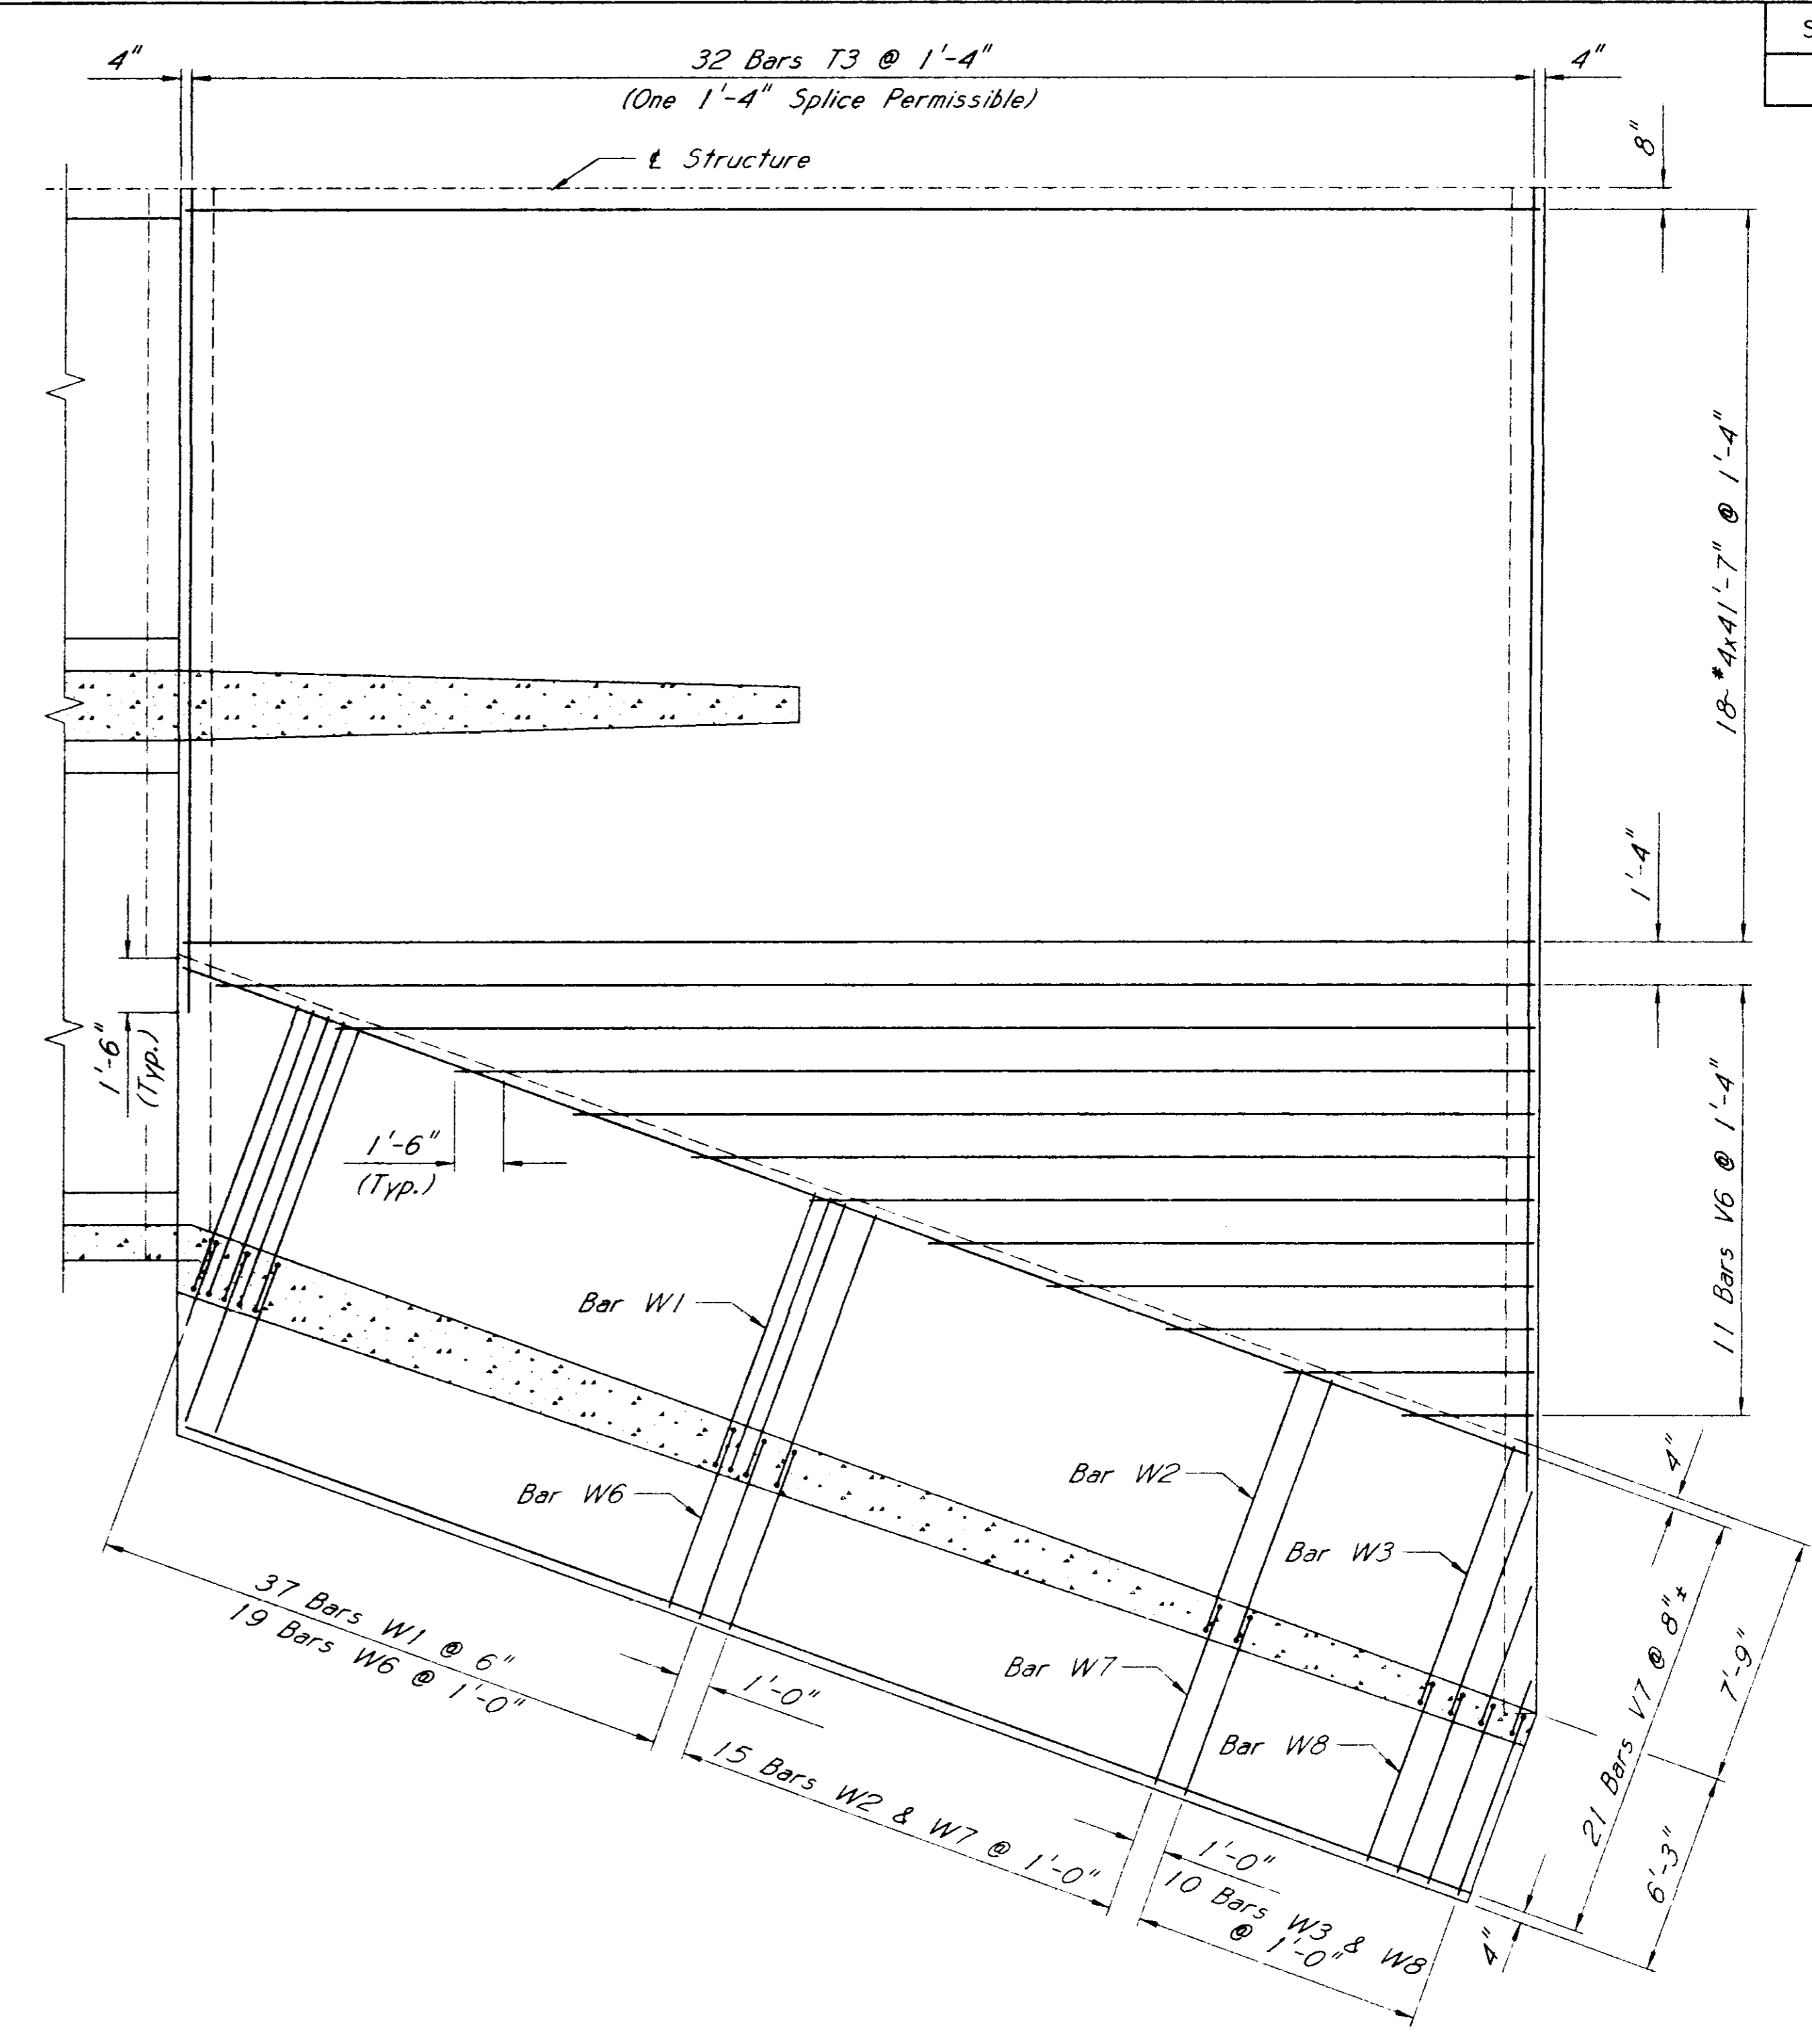 S
4" 32 Bars T3 @ 1'-4" 4"
(One 1'-4" Splice Permissible)
℄ Structure
8"
18-#4x41'-7" @ 1'-4"
1'-4"
1'-6"
(Typ.)
1'-6"
(Typ.)
11 Bars V6 @ 1'-4"
Bar W1
Bar W2
Bar W6
Bar W3
4"
Bar W7
Bar W8
37 Bars W1 @ 6"
19 Bars W6 @ 1'-0"
1'-0"
15 Bars W2 & W7 @ 1'-0"
1'-0"
10 Bars W3 & W8
@ 1'-0"
21 Bars V7 @ 8"±
7'-9"
6'-3"
4"